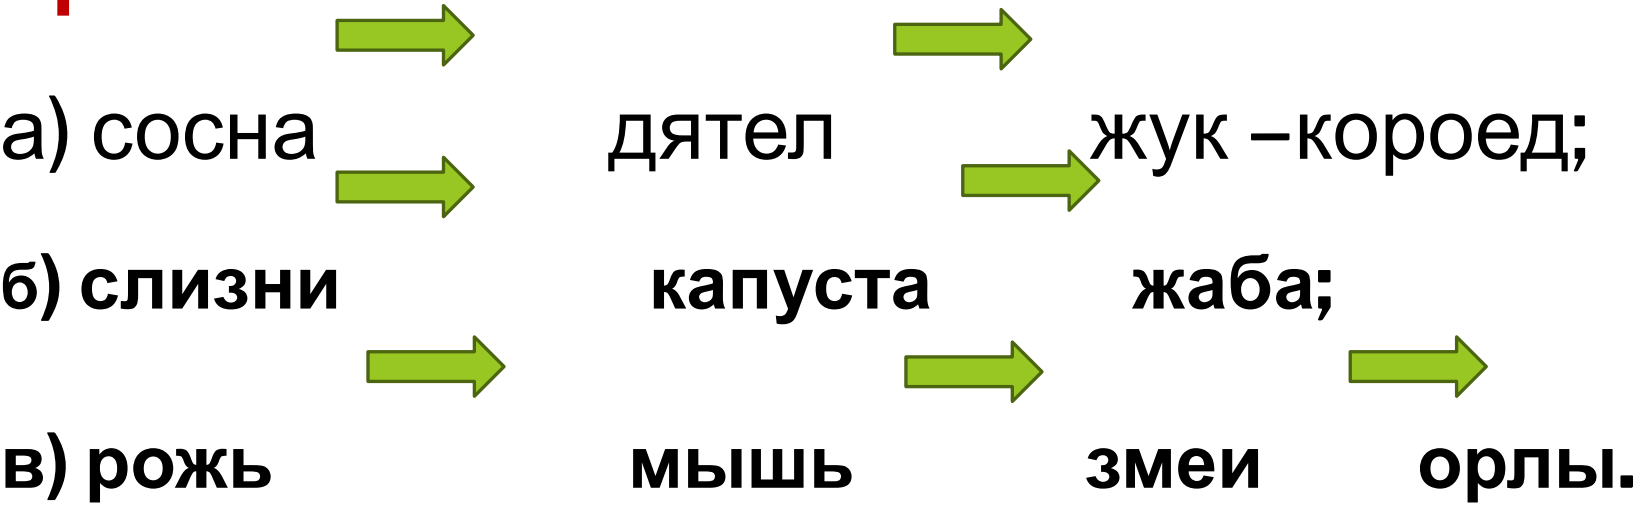 а) сосна дятел жук –короед;
б) слизни капуста жаба;
в) рожь мышь змеи орлы.